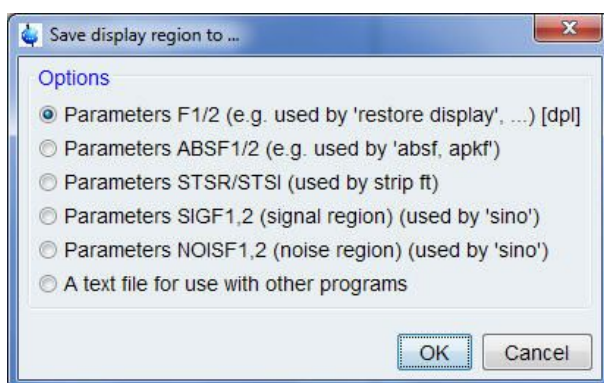 Save display region to ...
Options
Parameters F1/2 (e.g. used by 'restore display', ...) [dpl]
Parameters ABSF1/2 (e.g. used by 'absf, apkf')
Parameters STSR/STSI (used by strip ft)
Parameters SIGF1,2 (signal region) (used by 'sino')
Parameters NOISF1,2 (noise region) (used by 'sino')
A text file for use with other programs
OK Cancel